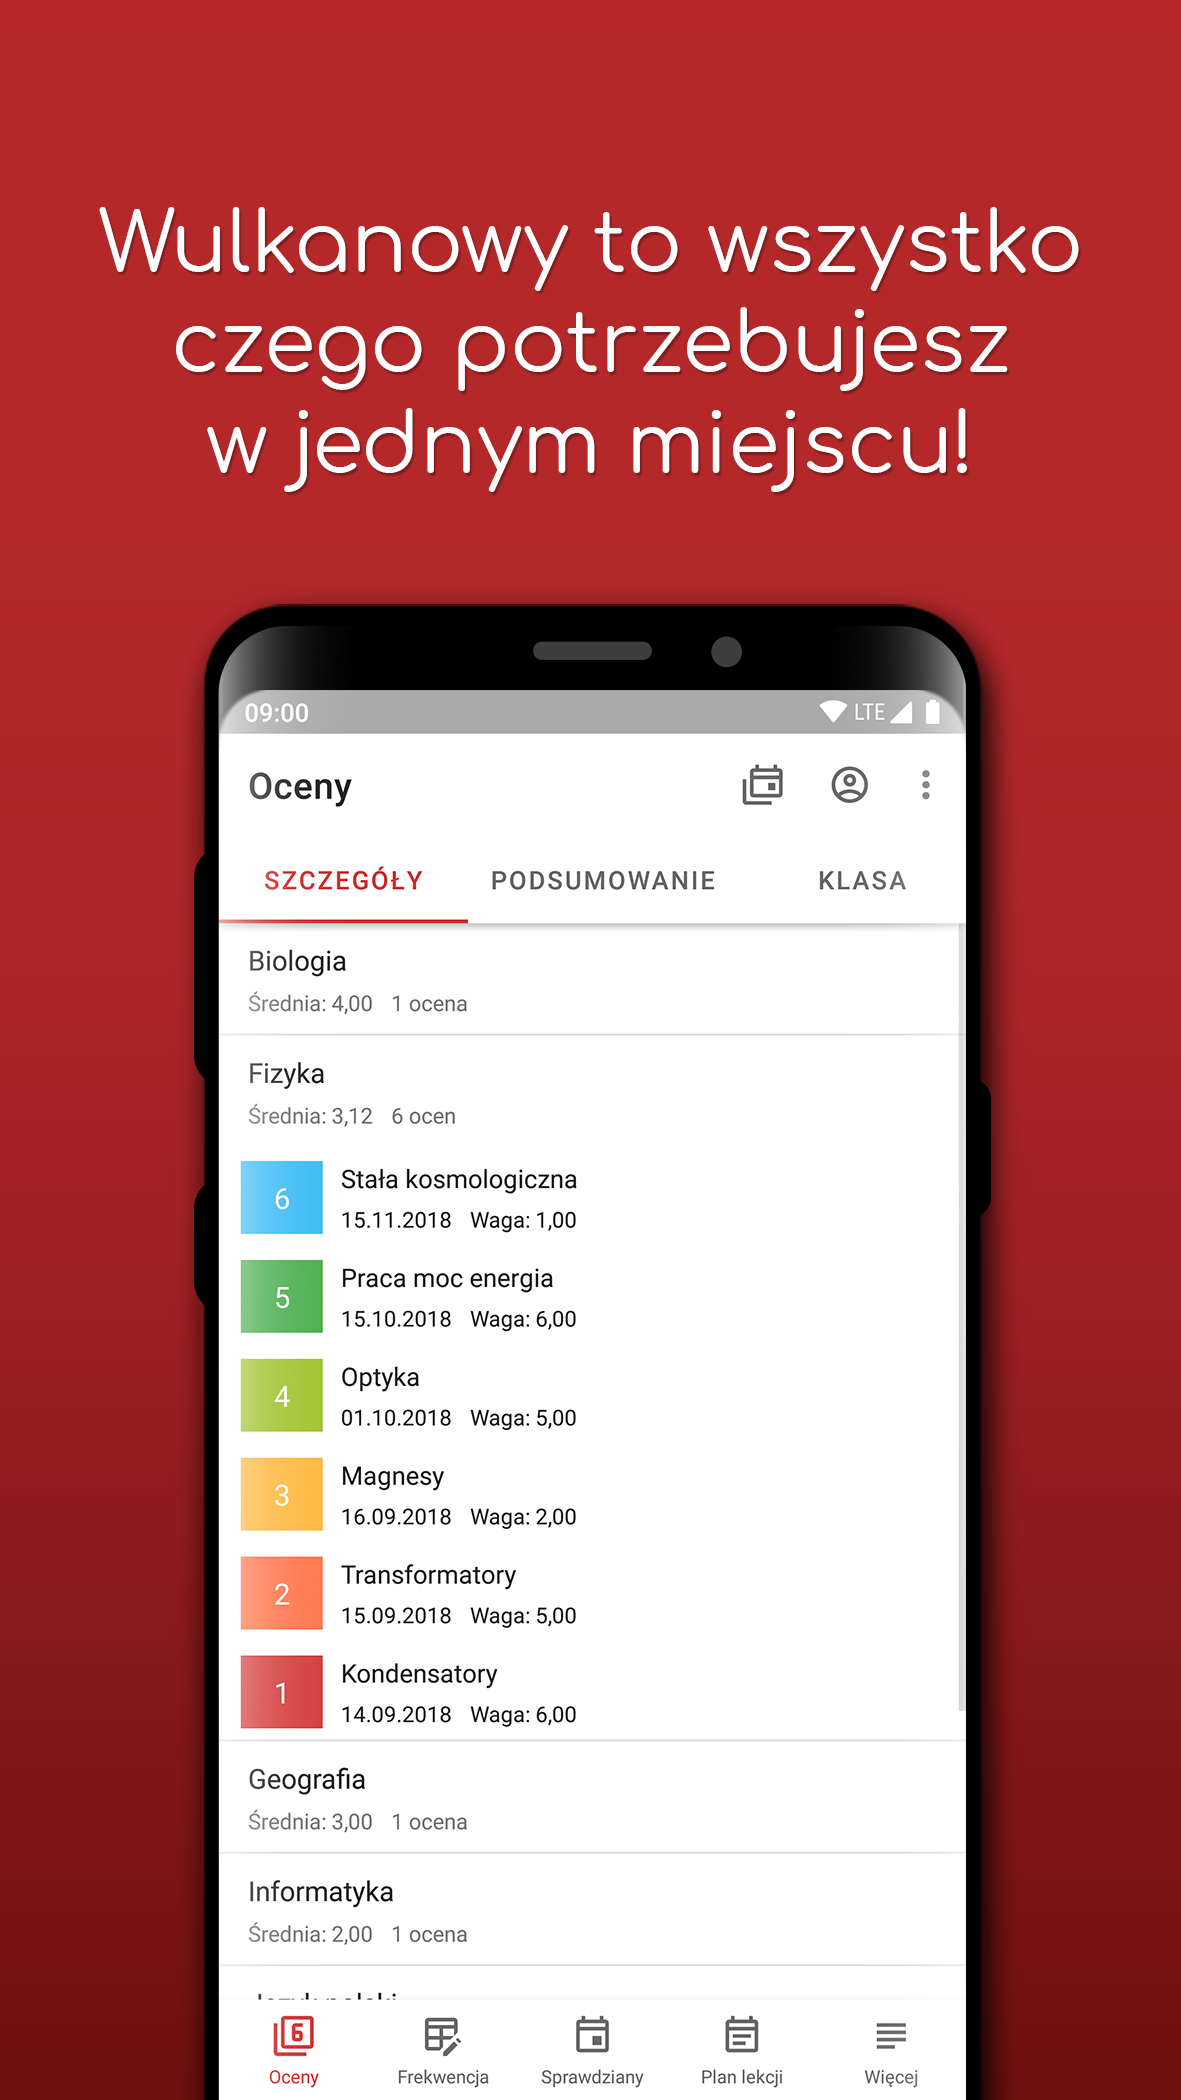 Wulkanowy to wszystko
czego potrzebujesz
w jednym miejscu!
09:00 LTE
Oceny
SZCZEGÓŁY PODSUMOWANIE KLASA
Biologia
Średnia: 4,00 1 ocena
Fizyka
Średnia: 3,12 6 ocen
6 Stała kosmologiczna
15.11.2018 Waga: 1,00
5 Praca moc energia
15.10.2018 Waga: 6,00
4 Optyka
01.10.2018 Waga: 5,00
3 Magnesy
16.09.2018 Waga: 2,00
2 Transformatory
15.09.2018 Waga: 5,00
1 Kondensatory
14.09.2018 Waga: 6,00
Geografia
Średnia: 3,00 1 ocena
Informatyka
Średnia: 2,00 1 ocena
Język polski
6
Oceny Frekwencja Sprawdziany Plan lekcji Więcej